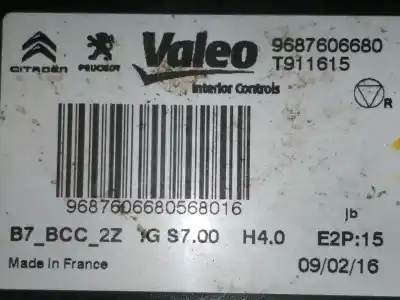 CITROËN PEUGEOT Valeo 9687606680
T911615
Interior Controls
R
9687606680568016
jb
B7_BCC_2Z IG S7.00 H4.0 E2P:15
Made in France 09/02/16